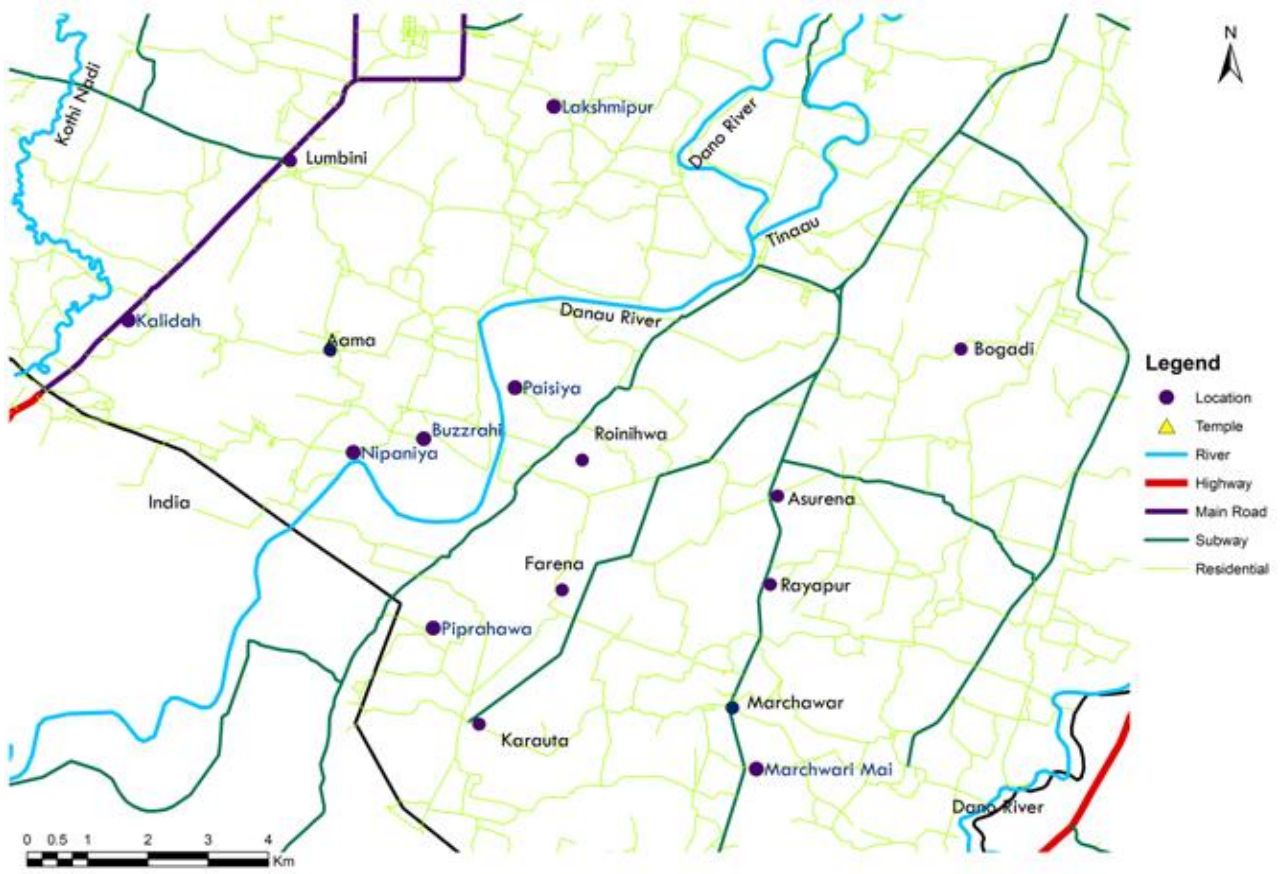 N
Kothi Nadi
Lakshmipur
Dano River
Lumbini
Tinaau
Danau River
Kalidah
Aama
Bogadi
Paisiya
Buzzrahi
Roinihwa
Nipaniya
India
Asurena
Farena
Rayapur
Piprahawa
Marchawar
Karauta
Marchwari Mai
Dano River
Legend
Location
Temple
River
Highway
Main Road
Subway
Residential
0 0.5 1 2 3 4
Km